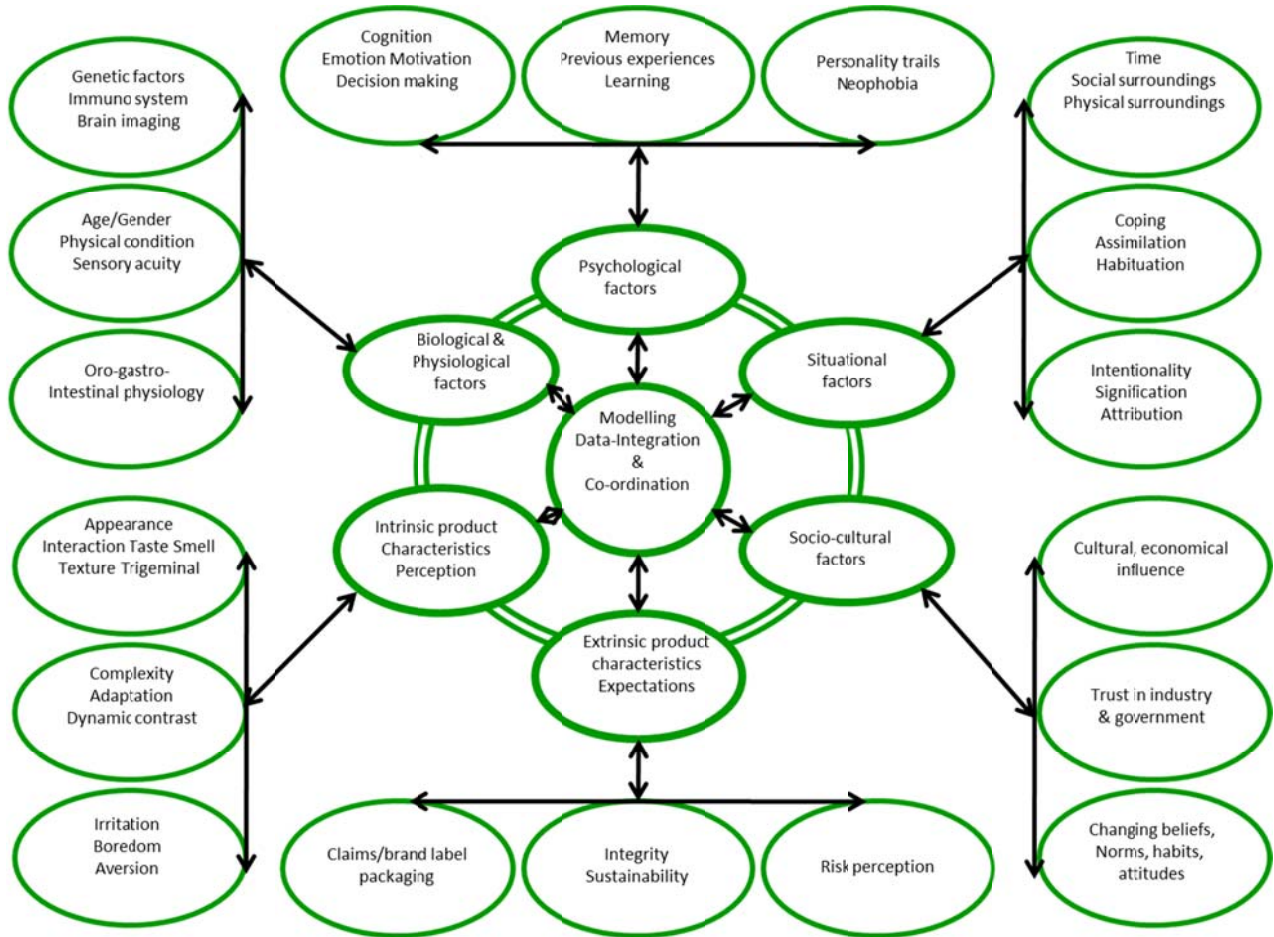 Cognition
Emotion Motivation
Decision making
Memory
Previous experiences
Learning
Personality trails
Neophobia
Genetic factors
Immuno system
Brain imaging
Time
Social surroundings
Physical surroundings
Age/Gender
Physical condition
Sensory acuity
Coping
Assimilation
Habituation
Psychological
factors
Biological &
Physiological
factors
Situational
factors
Oro-gastro-
Intestinal physiology
Intentionality
Signification
Attribution
Modelling
Data-Integration
&
Co-ordination
Appearance
Interaction Taste Smell
Texture Trigeminal
Intrinsic product
Characteristics
Perception
Socio-cultural
factors
Cultural, economical
influence
Extrinsic product
characteristics
Expectations
Complexity
Adaptation
Dynamic contrast
Trust in industry
& government
Irritation
Boredom
Aversion
Claims/brand label
packaging
Integrity
Sustainability
Risk perception
Changing beliefs,
Norms, habits,
attitudes